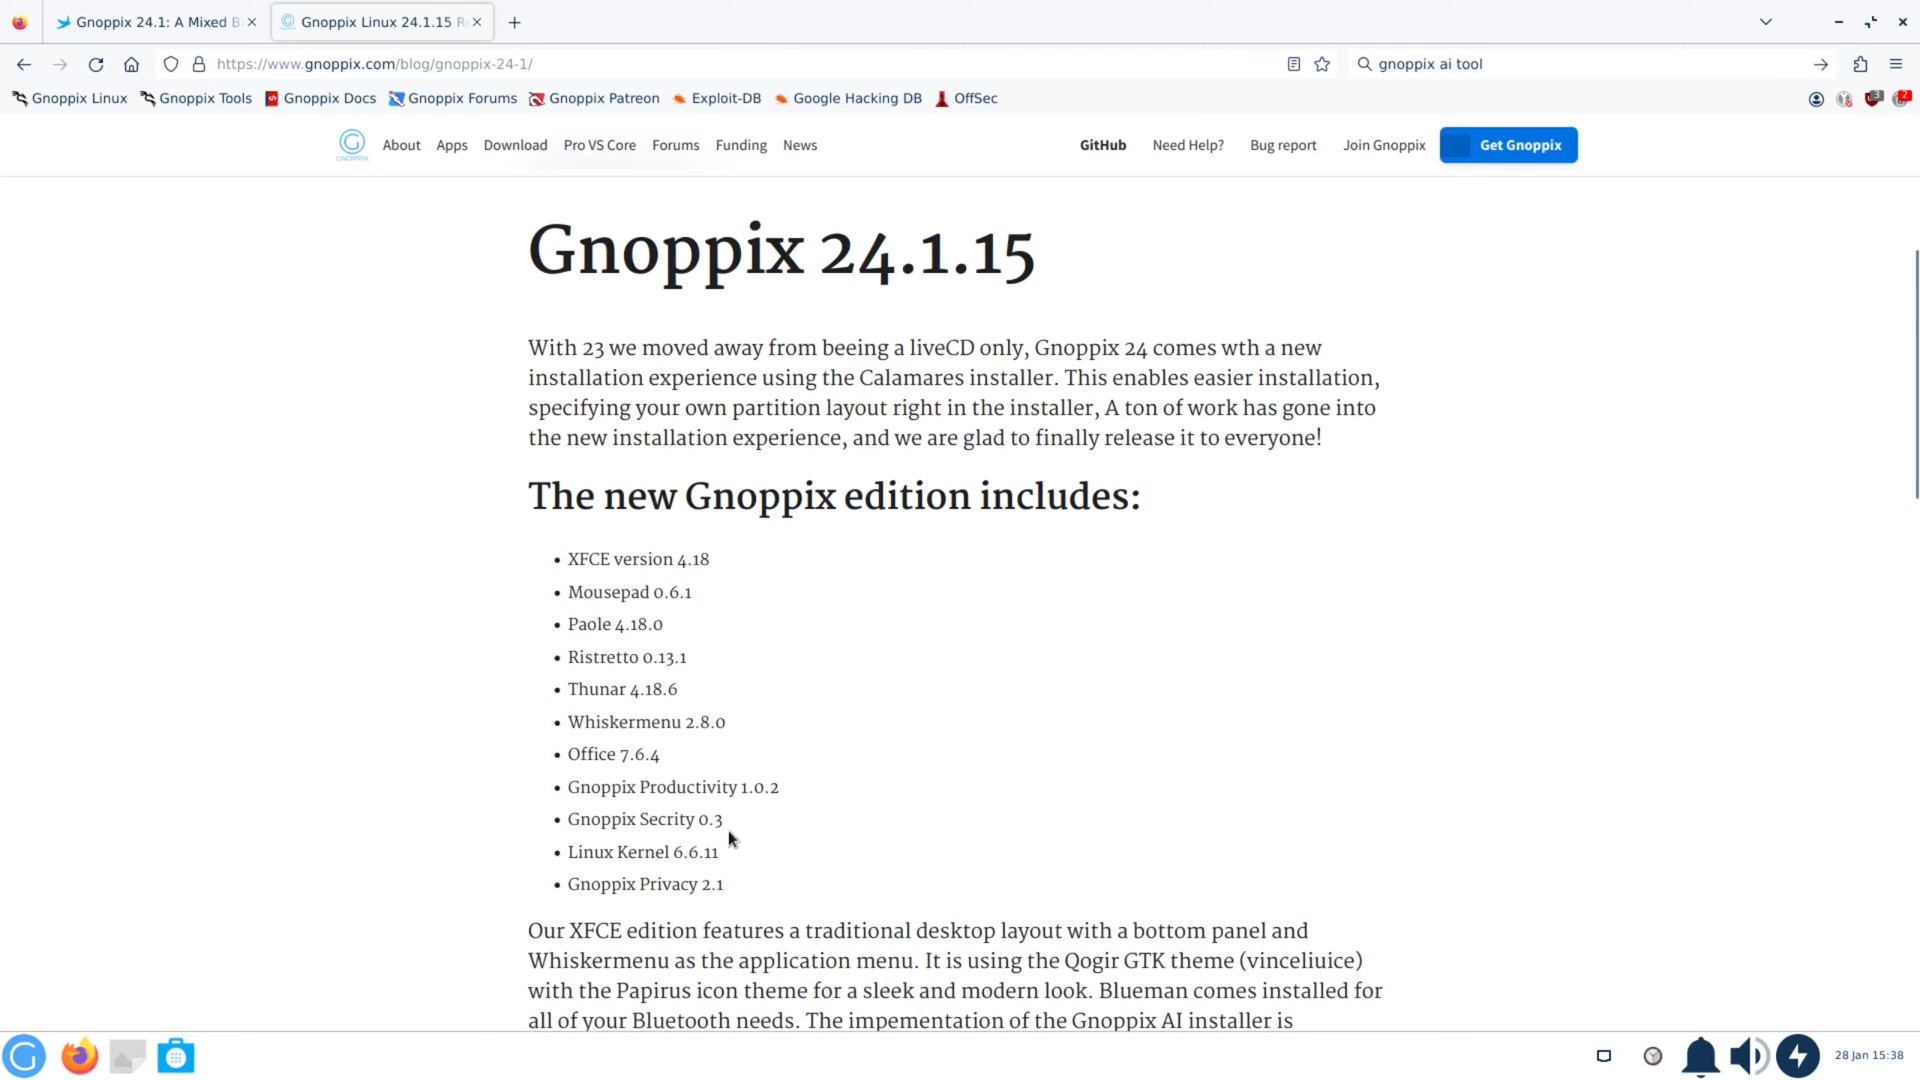 Gnoppix 24.1: A Mixed B
Gnoppix Linux 24.1.15 R
https://www.gnoppix.com/blog/gnoppix-24-1/
gnoppix ai tool
Gnoppix Linux
Gnoppix Tools
Gnoppix Docs
Gnoppix Forums
Gnoppix Patreon
Exploit-DB
Google Hacking DB
OffSec
3
2
GNOPPIX
About
Apps
Download
Pro VS Core
Forums
Funding
News
GitHub
Need Help?
Bug report
Join Gnoppix
Get Gnoppix
Gnoppix 24.1.15
With 23 we moved away from beeing a liveCD only, Gnoppix 24 comes wth a new
installation experience using the Calamares installer. This enables easier installation,
specifying your own partition layout right in the installer, A ton of work has gone into
the new installation experience, and we are glad to finally release it to everyone!
The new Gnoppix edition includes:
• XFCE version 4.18
• Mousepad 0.6.1
• Paole 4.18.0
• Ristretto 0.13.1
• Thunar 4.18.6
• Whiskermenu 2.8.0
• Office 7.6.4
• Gnoppix Productivity 1.0.2
• Gnoppix Secrity 0.3
• Linux Kernel 6.6.11
• Gnoppix Privacy 2.1
Our XFCE edition features a traditional desktop layout with a bottom panel and
Whiskermenu as the application menu. It is using the Qogir GTK theme (vinceliuice)
with the Papirus icon theme for a sleek and modern look. Blueman comes installed for
all of your Bluetooth needs. The impementation of the Gnoppix AI installer is
28 Jan 15:38